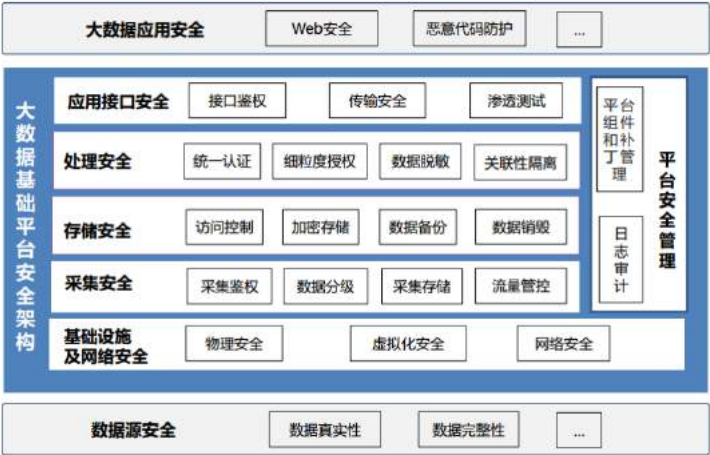 大数据应用安全 Web安全 恶意代码防护 ...
大数据基础平台安全架构
应用接口安全 接口鉴权 传输安全 渗透测试
处理安全 统一认证 细粒度授权 数据脱敏 关联性隔离
存储安全 访问控制 加密存储 数据备份 数据销毁
采集安全 采集鉴权 数据分级 采集存储 流量管控
基础设施
及网络安全 物理安全 虚拟化安全 网络安全
平台
组件
和补
丁管
理
日志审计
平台安全管理
数据源安全 数据真实性 数据完整性 ...